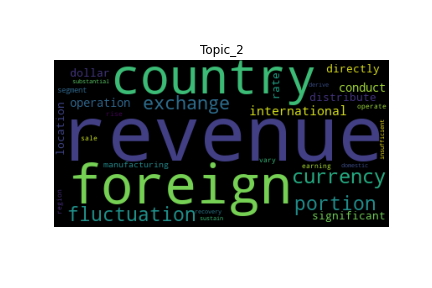 Topic_2
dollar
substantial
country
rate
directly
segment
derive
distribute
conduct
operation
exchange
international
operate
location
revenue
insufficient
sale
manufacturing
vary
earning
domestic
foreign
currency
region
fluctuation
recovery
sustain
portion
significant